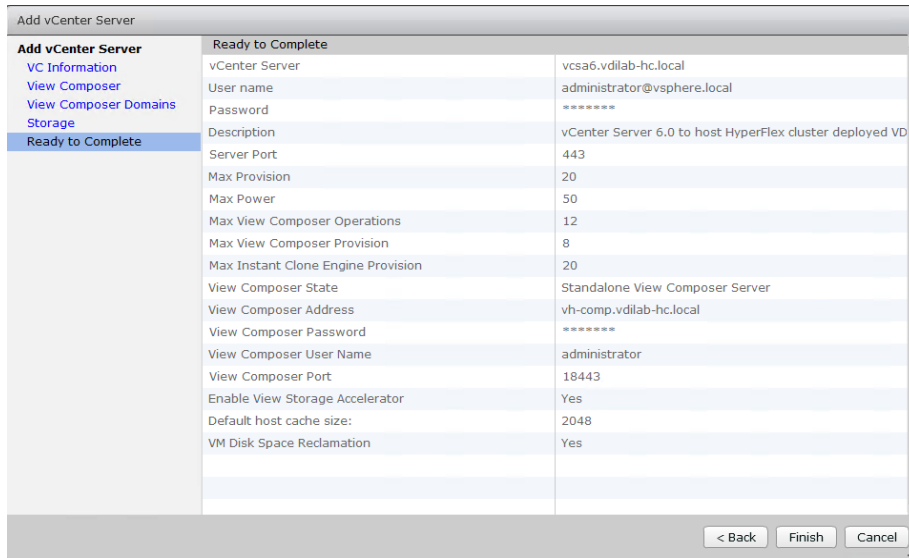 Add vCenter Server
Add vCenter Server
VC Information
View Composer
View Composer Domains
Storage
Ready to Complete
Ready to Complete
vCenter Server vcsa6.vdilab-hc.local
User name administrator@vsphere.local
Password *******
Description vCenter Server 6.0 to host HyperFlex cluster deployed VD
Server Port 443
Max Provision 20
Max Power 50
Max View Composer Operations 12
Max View Composer Provision 8
Max Instant Clone Engine Provision 20
View Composer State Standalone View Composer Server
View Composer Address vh-comp.vdilab-hc.local
View Composer Password *******
View Composer User Name administrator
View Composer Port 18443
Enable View Storage Accelerator Yes
Default host cache size: 2048
VM Disk Space Reclamation Yes
< Back Finish Cancel